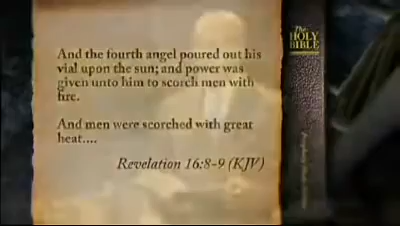 And the fourth angel poured out his
vial upon the sun; and power was
given unto him to scorch men with
fire.
And men were scorched with great
heat....
Revelation 16:8-9 (KJV)
The
HOLY
BIBLE